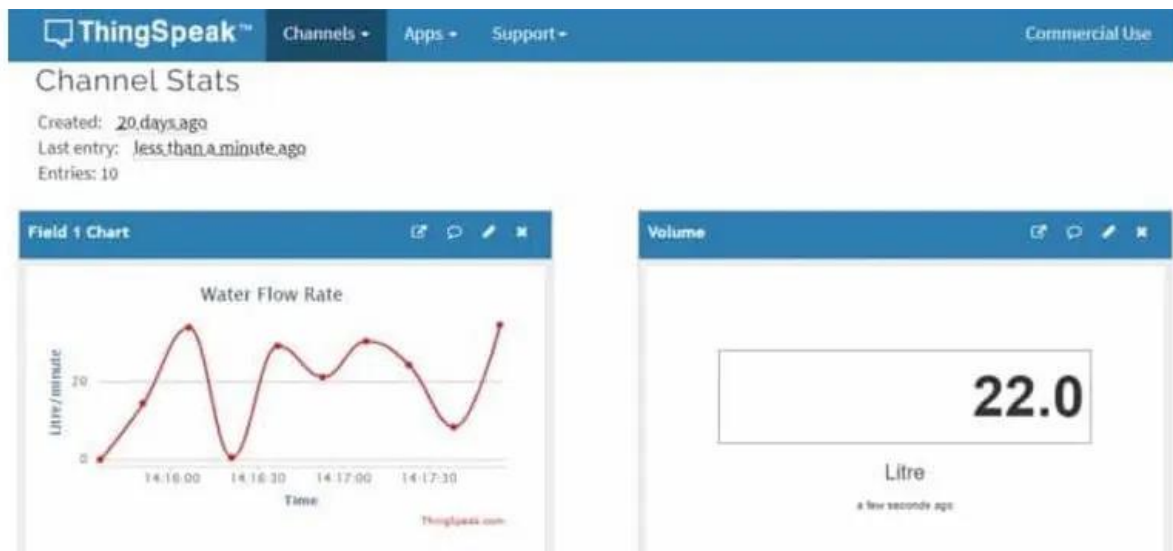 ThingSpeak™ Channels Apps Support Commercial Use
Channel Stats
Created: 20 days ago
Last entry: less than a minute ago
Entries: 10
Field 1 Chart
Water Flow Rate
Litre/minute
20
0
14:16:00 14:16:30 14:17:00 14:17:30
Time
ThingSpeak.com
Volume
22.0
Litre
a few seconds ago